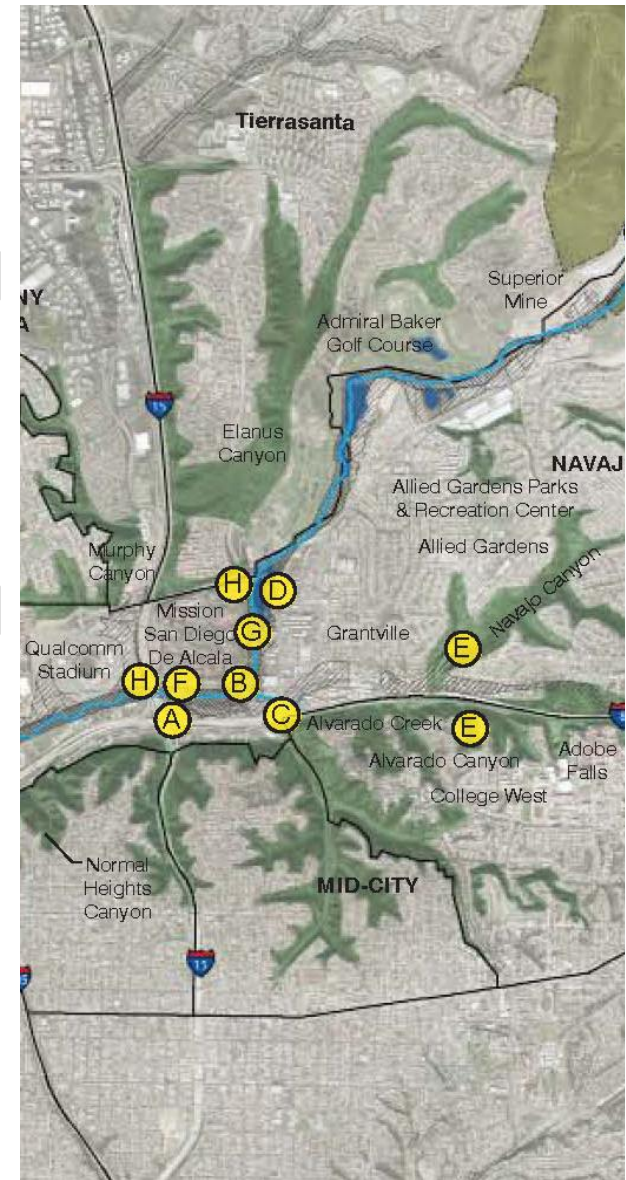 Tierrasanta
Superior
Mine
NY
A
Admiral Baker
Golf Course
15
Elanus
Canyon
NAVAJ
Allied Gardens Parks
& Recreation Center
Allied Gardens
Navajo Canyon
Murphy
Canyon
H
D
Mission
San Diego
De Alcala
G
Grantville
E
Qualcomm
Stadium
H
F
B
A
C
Alvarado Creek
E
8
Alvarado Canyon
Adobe
Falls
College West
Normal
Heights
Canyon
MID-CITY
11
5